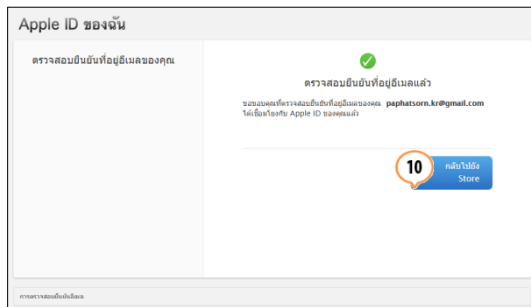 Apple ID ของฉัน
ตรวจสอบยืนยันที่อยู่อีเมลของคุณ
ตรวจสอบยืนยันที่อยู่อีเมลแล้ว
ขอขอบคุณที่ตรวจสอบยืนยันที่อยู่อีเมลของคุณ paphatsorn.kr@gmail.com
ได้เชื่อมโยงกับ Apple ID ของคุณแล้ว
10
กลับไปยัง
Store
การตรวจสอบยืนยันอีเมล